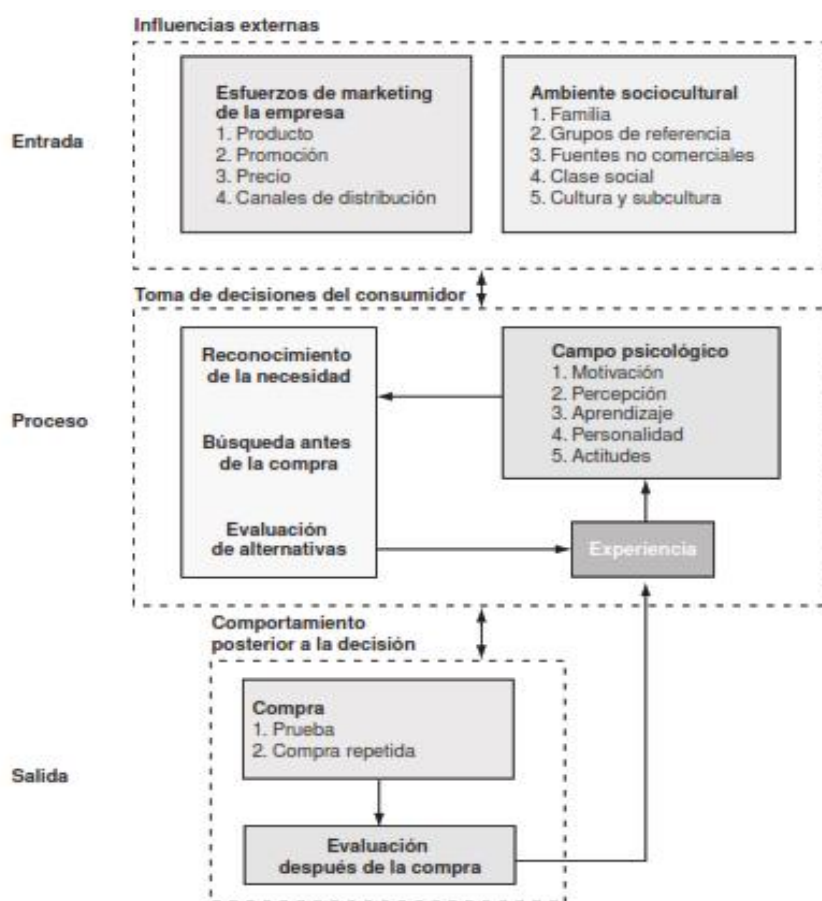 Influencias externas
Entrada
Esfuerzos de marketing
de la empresa
1. Producto
2. Promoción
3. Precio
4. Canales de distribución
Ambiente sociocultural
1. Familia
2. Grupos de referencia
3. Fuentes no comerciales
4. Clase social
5. Cultura y subcultura
Toma de decisiones del consumidor
Proceso
Reconocimiento
de la necesidad
Búsqueda antes
de la compra
Evaluación
de alternativas
Campo psicológico
1. Motivación
2. Percepción
3. Aprendizaje
4. Personalidad
5. Actitudes
Experiencia
Comportamiento
posterior a la decisión
Salida
Compra
1. Prueba
2. Compra repetida
Evaluación
después de la compra